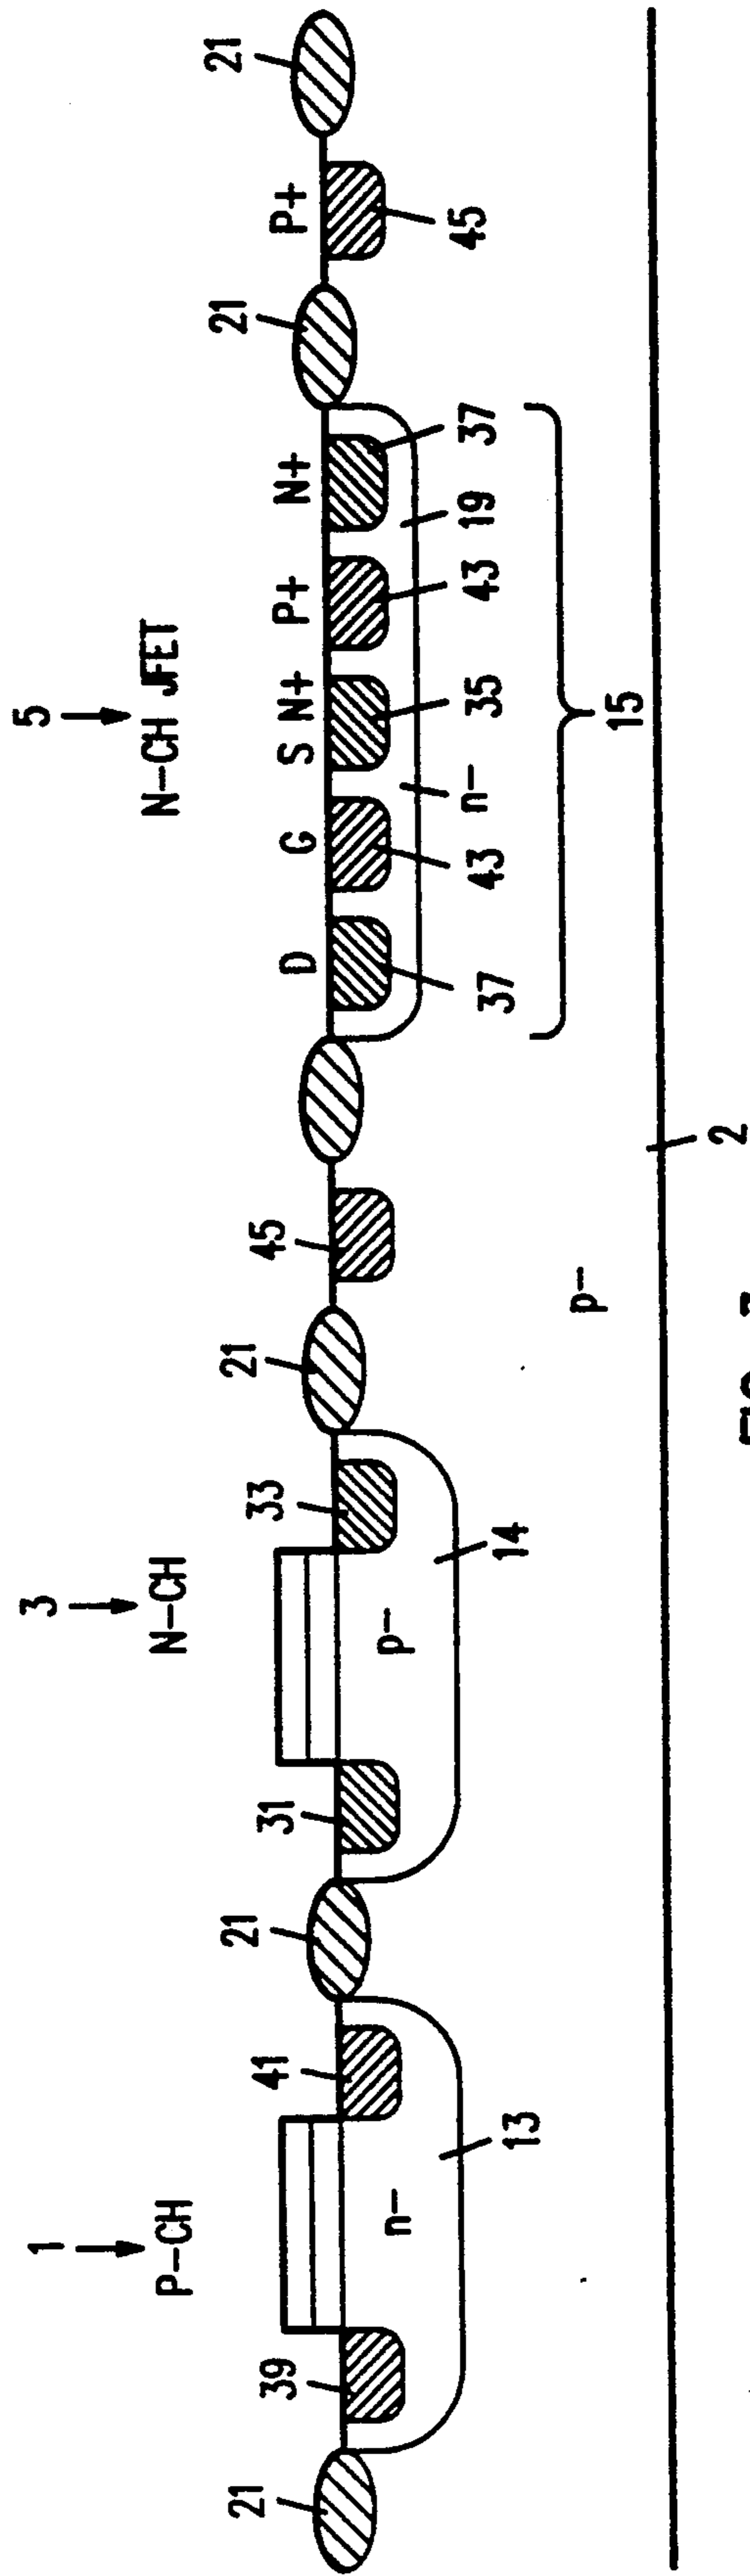 1 3 5
P-CH N-CH N-CH JFET
21 39 41 21 31 33 21 45 D G S N+ P+ N+ 21 P+ 21
n- p-
13 14 37 43 n- 35 43 19 37 45
15
p-
2